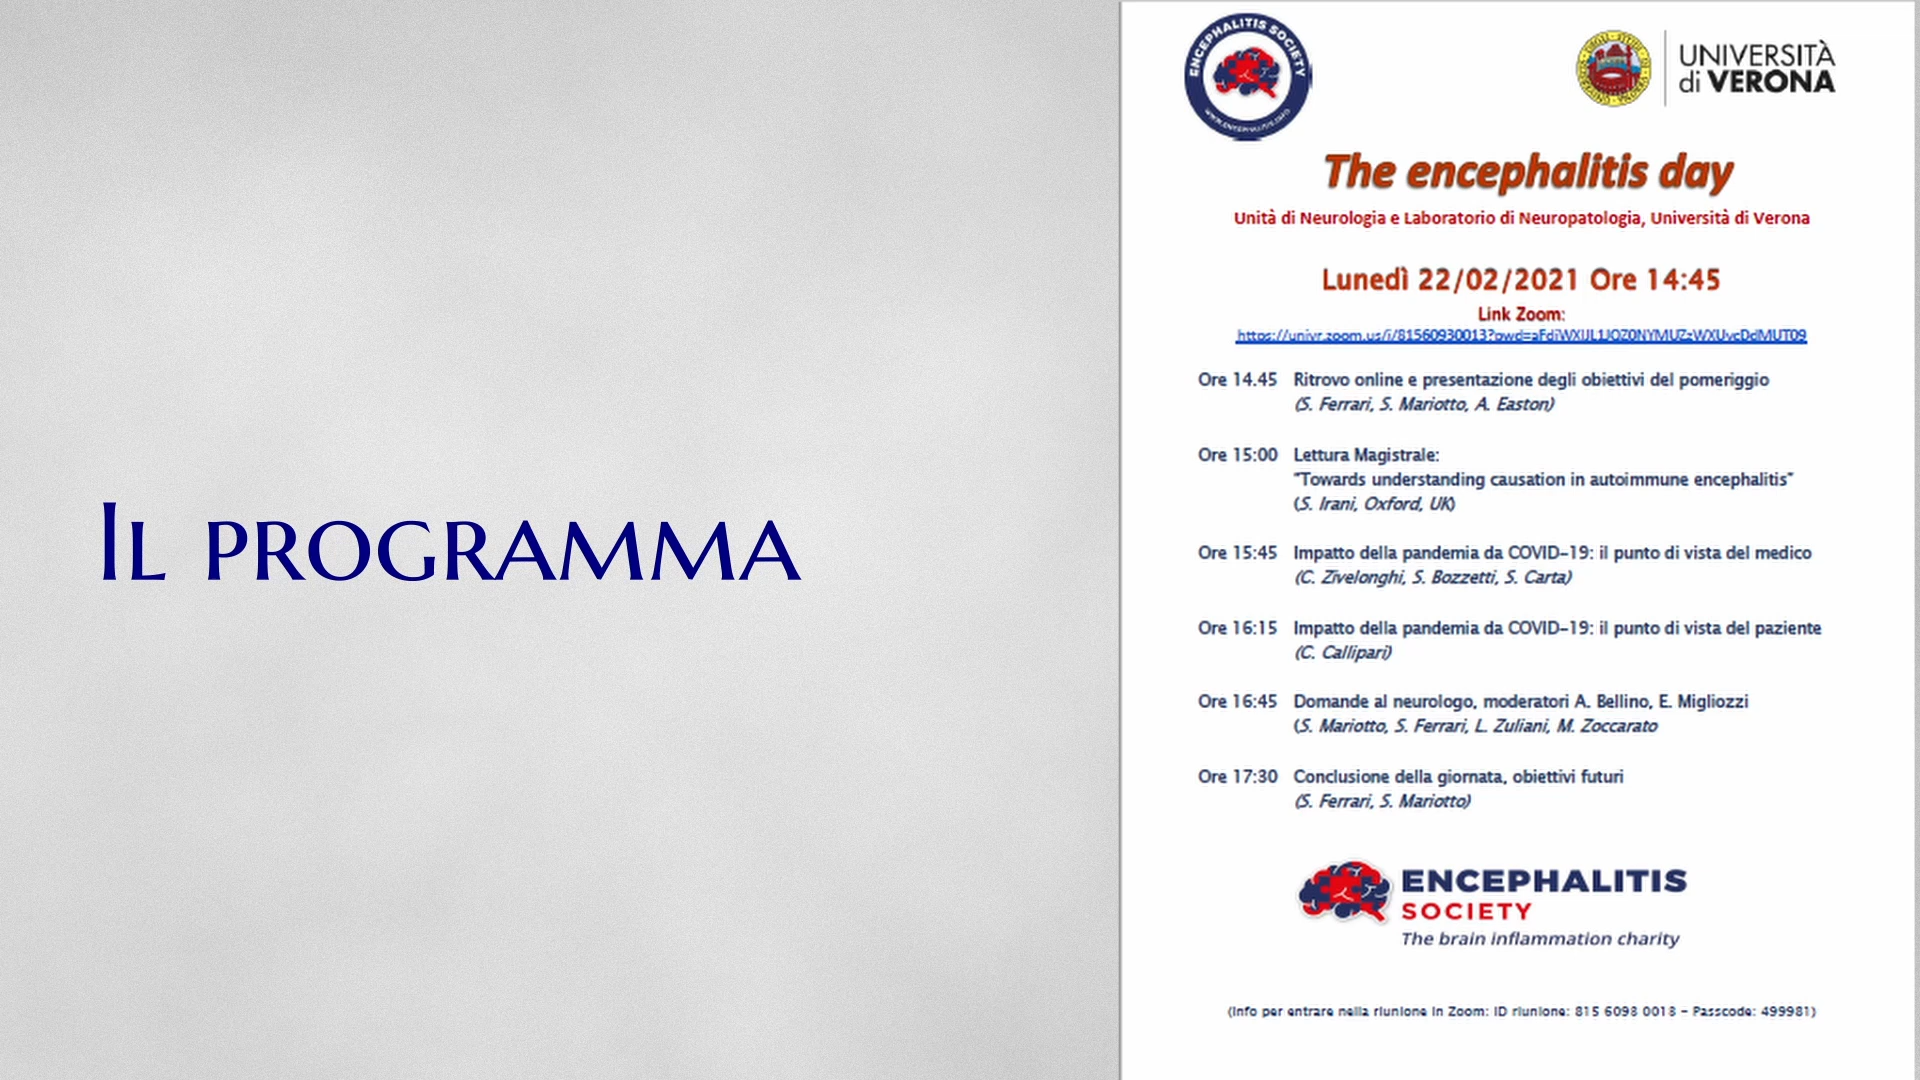 Il programma
ENCEPHALITIS SOCIETY
WWW.ENCEPHALITIS.INFO
UNIVERSITÀ
di VERONA
The encephalitis day
Unità di Neurologia e Laboratorio di Neuropatologia, Università di Verona
Lunedì 22/02/2021 Ore 14:45
Link Zoom:
Ore 14.45 Ritrovo online e presentazione degli obiettivi del pomeriggio
(S. Ferrari, S. Mariotto, A. Easton)
Ore 15:00 Lettura Magistrale:
"Towards understanding causation in autoimmune encephalitis"
(S. Irani, Oxford, UK)
Ore 15:45 Impatto della pandemia da COVID-19: il punto di vista del medico
(C. Zivelonghi, S. Bozzetti, S. Carta)
Ore 16:15 Impatto della pandemia da COVID-19: il punto di vista del paziente
(C. Callipari)
Ore 16:45 Domande al neurologo, moderatori A. Bellino, E. Migliozzi
(S. Mariotto, S. Ferrari, L. Zuliani, M. Zoccarato
Ore 17:30 Conclusione della giornata, obiettivi futuri
(S. Ferrari, S. Mariotto)
ENCEPHALITIS
SOCIETY
The brain inflammation charity
(Info per entrare nella riunione in Zoom: ID riunione: 815 6093 0013 - Passcode: 499981)